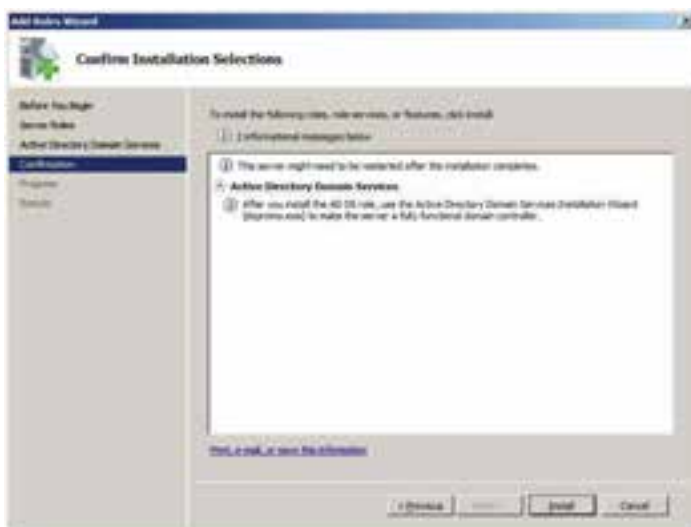 Add Roles Wizard
Confirm Installation Selections
Before You Begin
Server Roles
Active Directory Domain Services
Confirmation
Progress
Results
To install the following roles, role services, or features, click Install.
2 informational messages below
This server might need to be restarted after the installation completes.
Active Directory Domain Services
After you install the AD DS role, use the Active Directory Domain Services Installation Wizard
(dcpromo.exe) to make the server a fully functional domain controller.
Print, e-mail, or save this information
< Previous
Install
Cancel